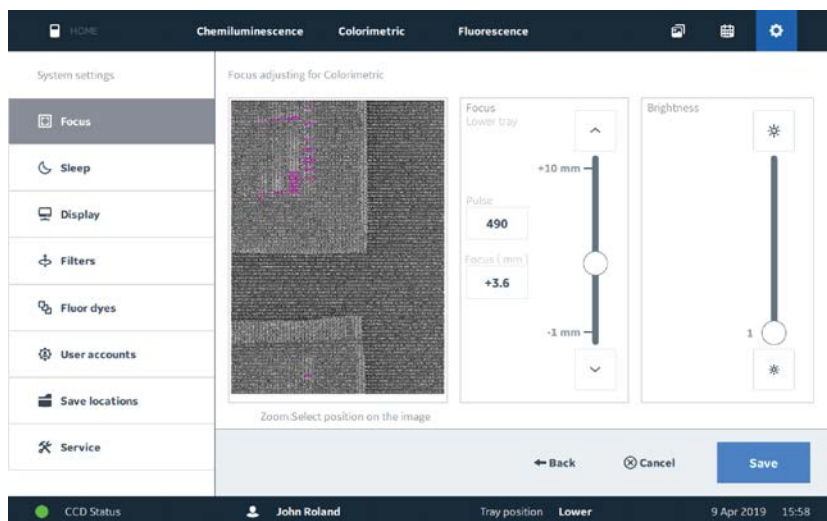 HOME Chemiluminescence Colorimetric Fluorescence
System settings
Focus
Sleep
Display
Filters
Fluor dyes
User accounts
Save locations
Service
Focus adjusting for Colorimetric
Zoom.Select position on the image
Focus
Lower tray
+10 mm
Pulse
490
Focus ( mm )
+3.6
-1 mm
Brightness
1
Back Cancel Save
CCD Status John Roland Tray position Lower 9 Apr 2019 15:58